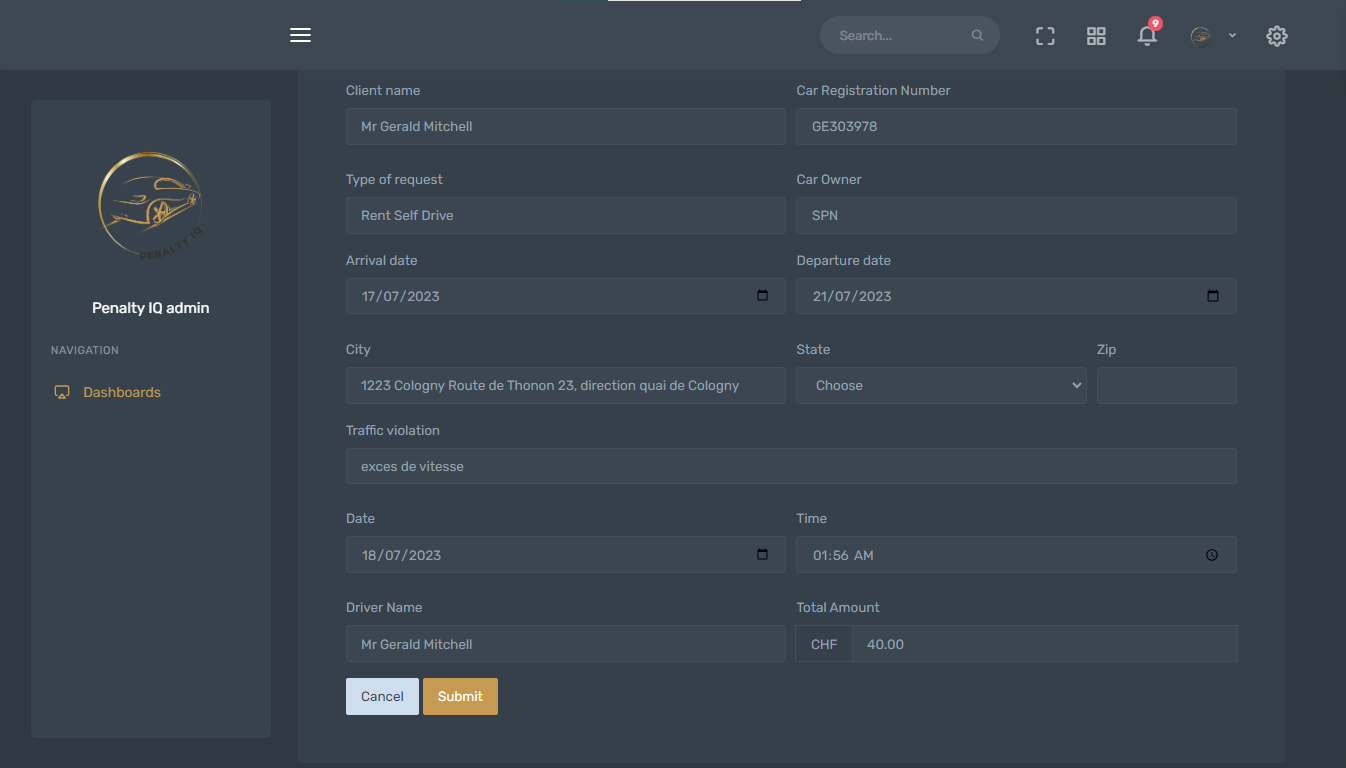 Search...
9
PENALTY IQ
Penalty IQ admin
NAVIGATION
Dashboards
Client name
Car Registration Number
Mr Gerald Mitchell
GE303978
Type of request
Car Owner
Rent Self Drive
SPN
Arrival date
Departure date
17/07/2023
21/07/2023
City
State
Zip
1223 Cologny Route de Thonon 23, direction quai de Cologny
Choose
Traffic violation
exces de vitesse
Date
Time
18/07/2023
01:56 AM
Driver Name
Total Amount
Mr Gerald Mitchell
CHF
40.00
Cancel
Submit